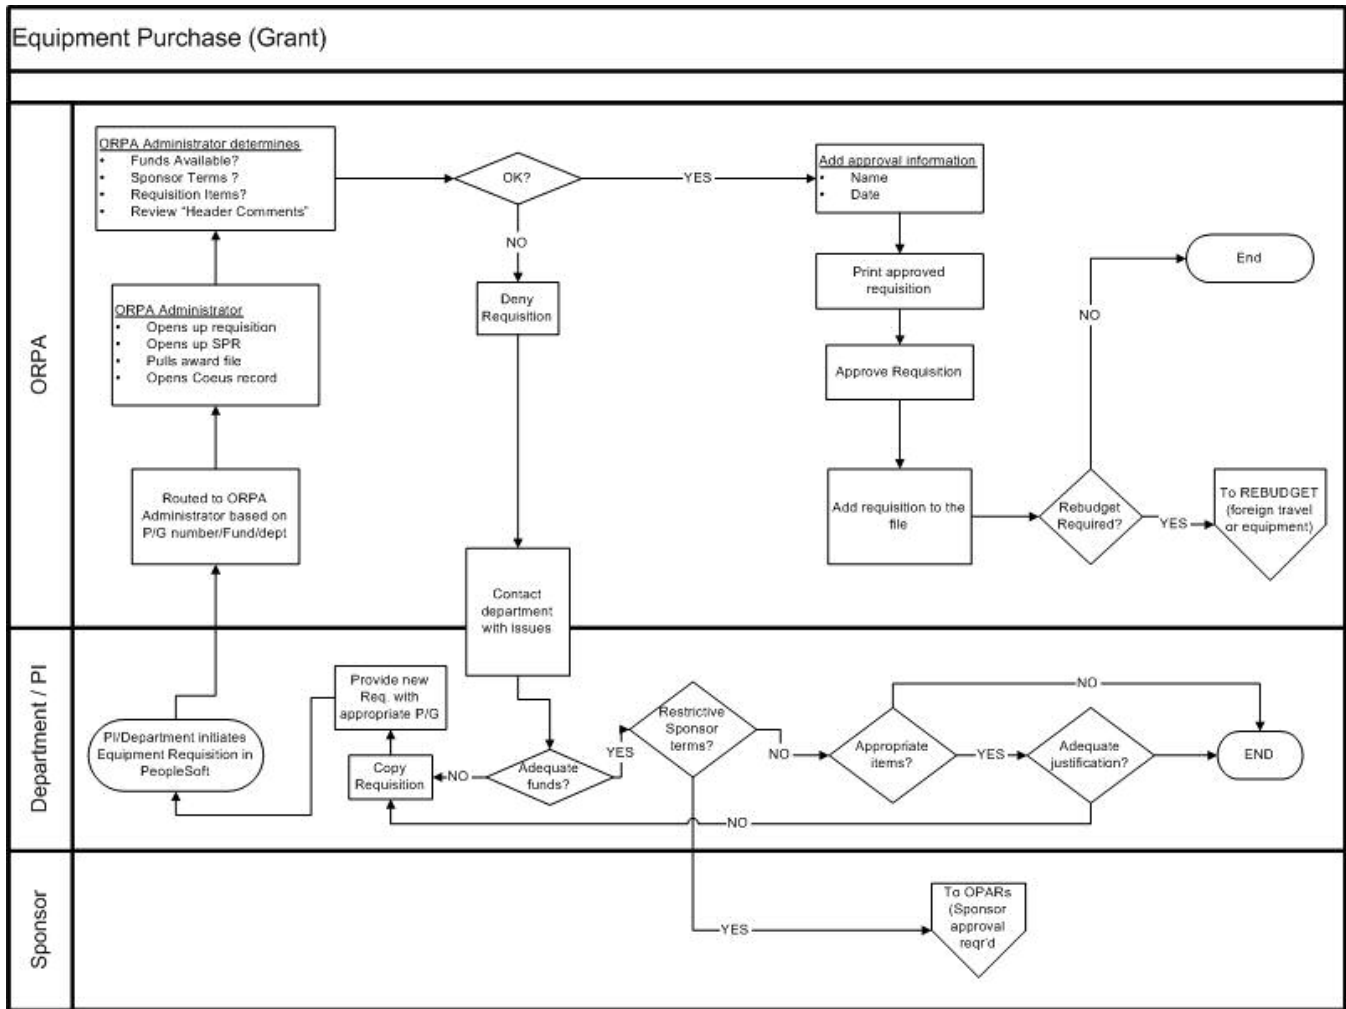 Equipment Purchase (Grant)
ORPA
ORPA Administrator determines
• Funds Available?
• Sponsor Terms ?
• Requisition Items?
• Review “Header Comments”
OK?
YES
Add approval information
• Name
• Date
NO
Deny
Requisition
Print approved
requisition
End
ORPA Administrator
• Opens up requisition
• Opens up SPR
• Pulls award file
• Opens Coeus record
NO
Approve Requisition
Routed to ORPA
Administrator based on
P/G number/Fund/dept
Add requisition to the
file
Rebudget
Required?
YES
To REBUDGET
(foreign travel
or equipment)
Contact
department
with issues
Department / PI
PI/Department initiates
Equipment Requisition in
PeopleSoft
Provide new
Req. with
appropriate P/G
Copy
Requisition
NO
Adequate
funds?
YES
Restrictive
Sponsor
terms?
NO
Appropriate
items?
YES
Adequate
justification?
NO
END
NO
Sponsor
YES
To OPARs
(Sponsor
approval
reqr'd